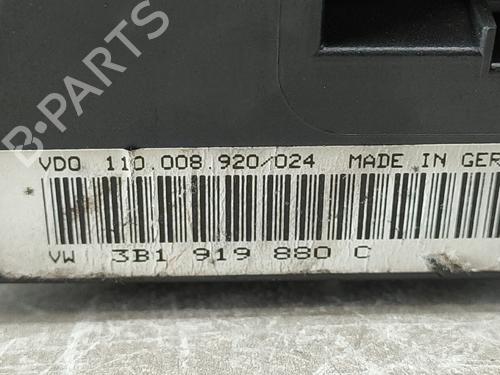 B-PARTS
VDO 110.008.920/024 MADE IN GER
VW 3B1 919 880 C